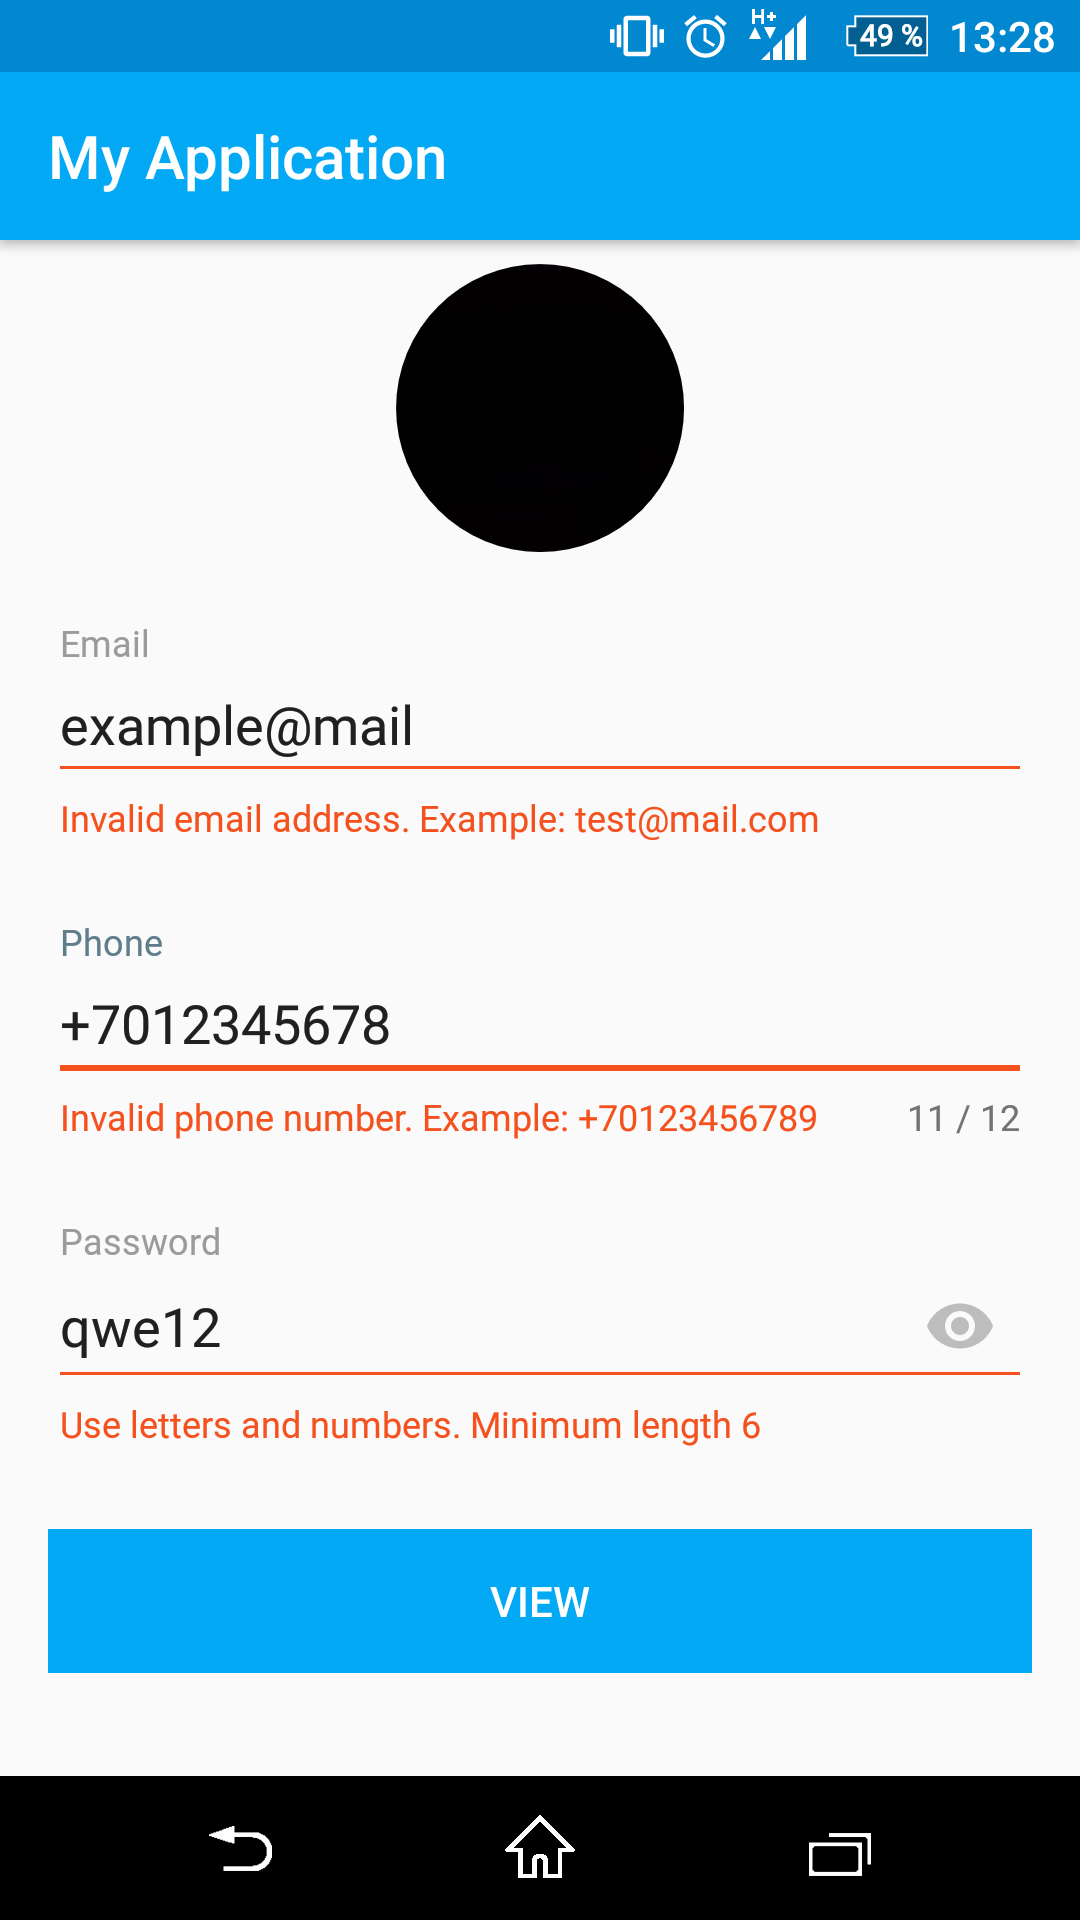 H+
49 %
13:28
My Application
Email
example@mail
Invalid email address. Example: test@mail.com
Phone
+7012345678
Invalid phone number. Example: +70123456789
11 / 12
Password
qwe12
Use letters and numbers. Minimum length 6
VIEW